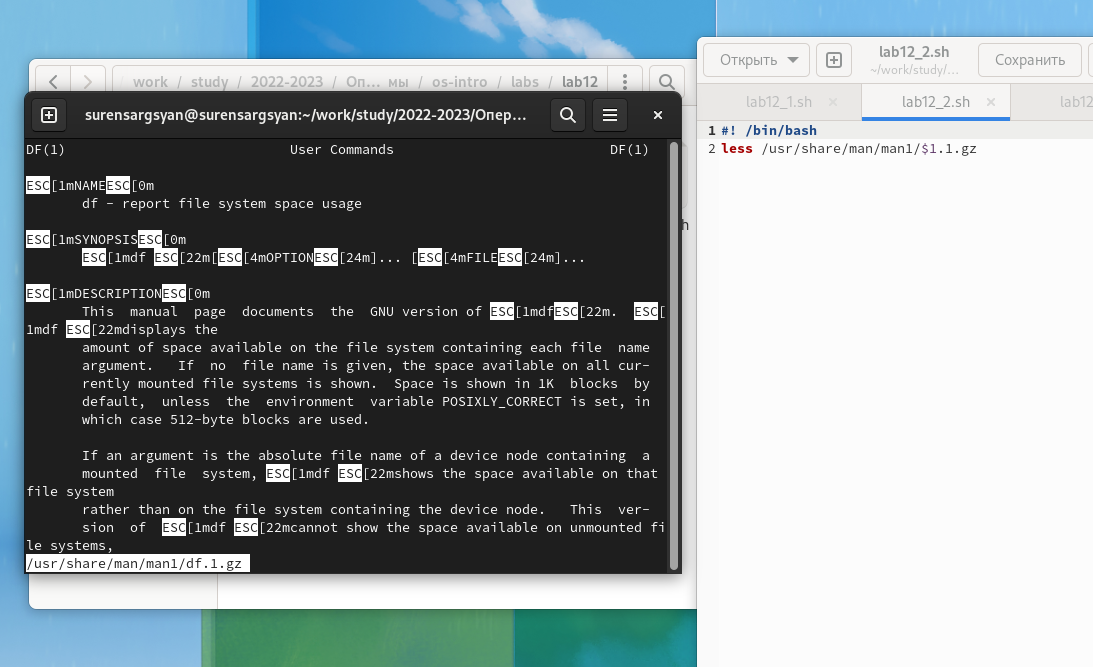 work / study / 2022-2023 / Оп… мы / os-intro / labs / lab12
surensargsyan@surensargsyan:~/work/study/2022-2023/Опер…
DF(1) User Commands DF(1)
ESC[1mNAMEESC[0m
df - report file system space usage
ESC[1mSYNOPSISESC[0m
ESC[1mdf ESC[22m[ESC[4mOPTIONESC[24m]... [ESC[4mFILEESC[24m]...
ESC[1mDESCRIPTIONESC[0m
This manual page documents the GNU version of ESC[1mdfESC[22m. ESC[
1mdf ESC[22mdisplays the
amount of space available on the file system containing each file name
argument. If no file name is given, the space available on all cur-
rently mounted file systems is shown. Space is shown in 1K blocks by
default, unless the environment variable POSIXLY_CORRECT is set, in
which case 512-byte blocks are used.
If an argument is the absolute file name of a device node containing a
mounted file system, ESC[1mdf ESC[22mshows the space available on that
file system
rather than on the file system containing the device node. This ver-
sion of ESC[1mdf ESC[22mcannot show the space available on unmounted fi
le systems,
/usr/share/man/man1/df.1.gz
h
Открыть
lab12_2.sh
~/work/study/…
Сохранить
lab12_1.sh
lab12_2.sh
lab12
1 #! /bin/bash
2 less /usr/share/man/man1/$1.1.gz